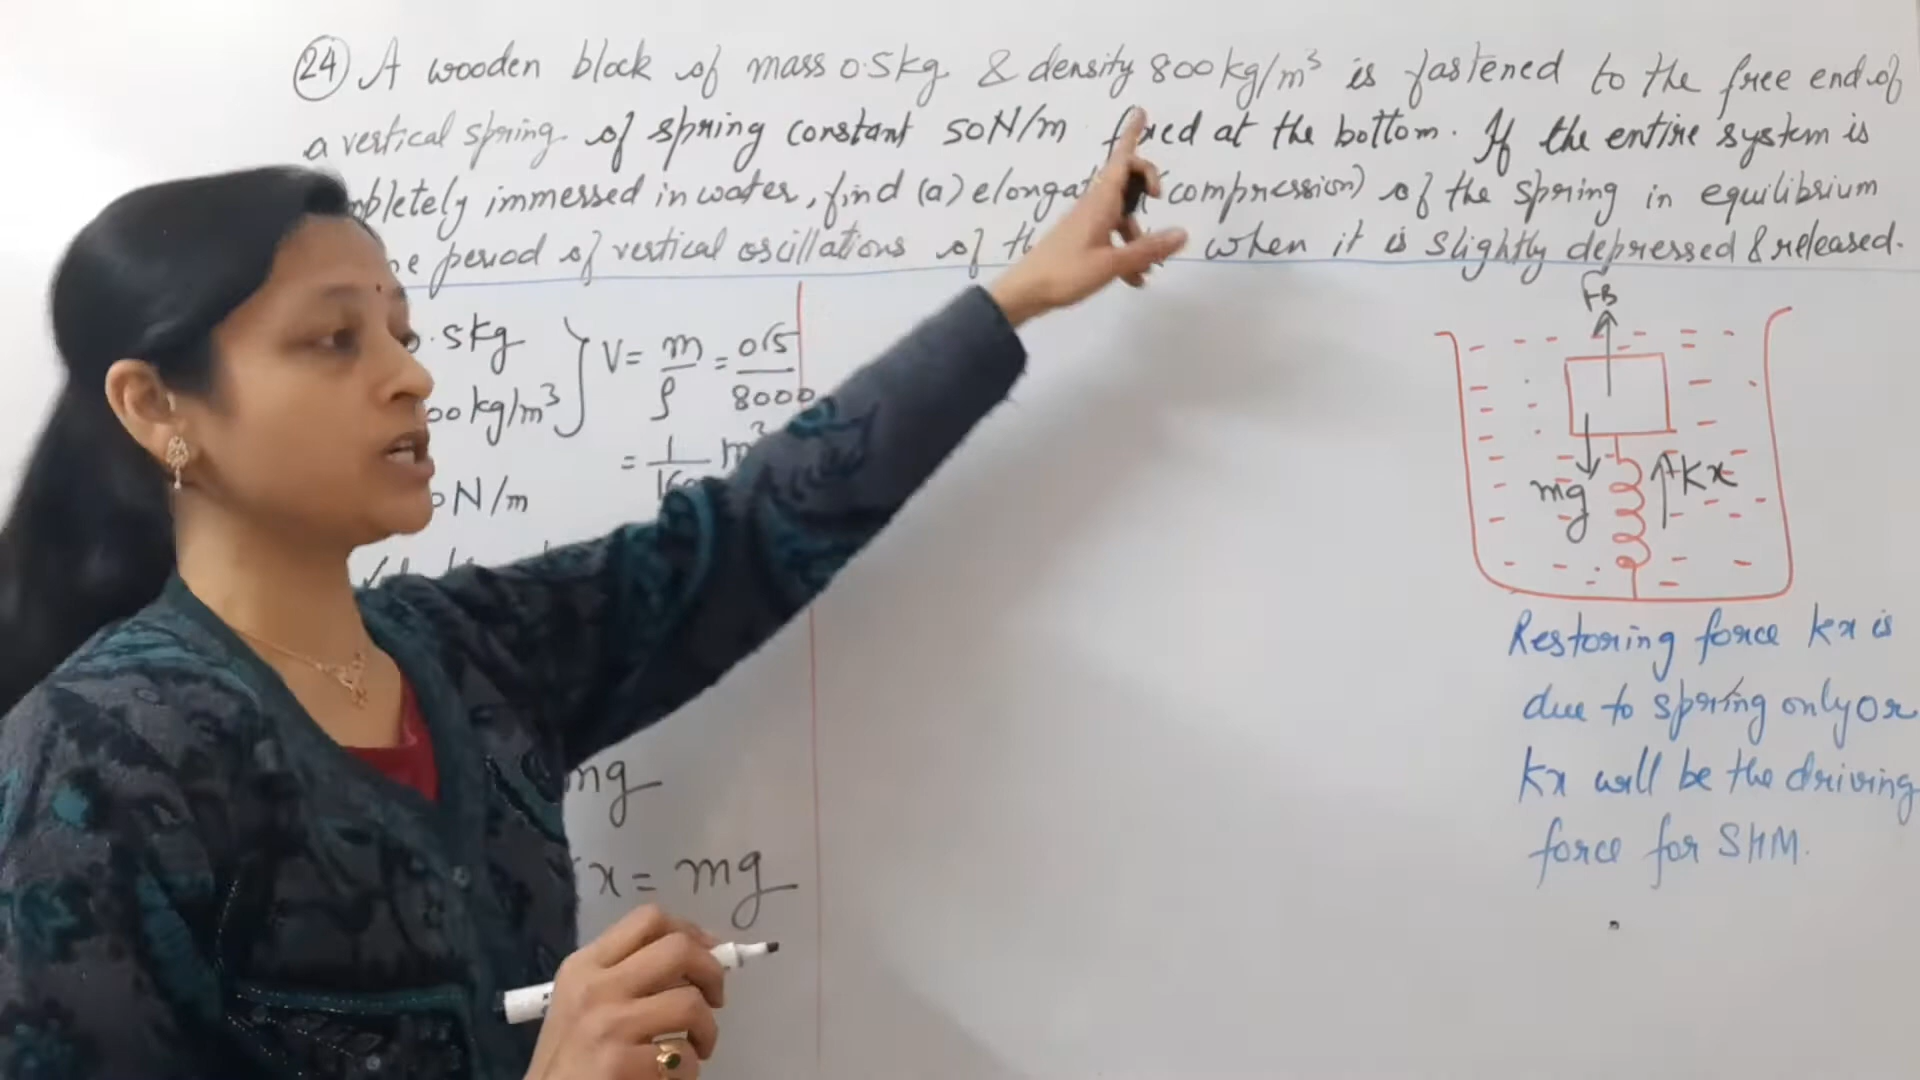 (24) A wooden block of mass 0.5kg & density 800 kg/m³ is fastened to the free end of
a vertical spring of spring constant 50N/m fixed at the bottom. If the entire system is
mpletely immersed in water, find (a) elongat (compression) of the spring in equilibrium
e period of vertical oscillations of th when it is slightly depressed & released.
0.5kg
00kg/m³
N/m
V = m/ρ = 0.5/8000
= 1/ m³
mg
x = mg
FB
mg
Kx
Restoring force kx is
due to spring only or
kx will be the driving
force for SHM.